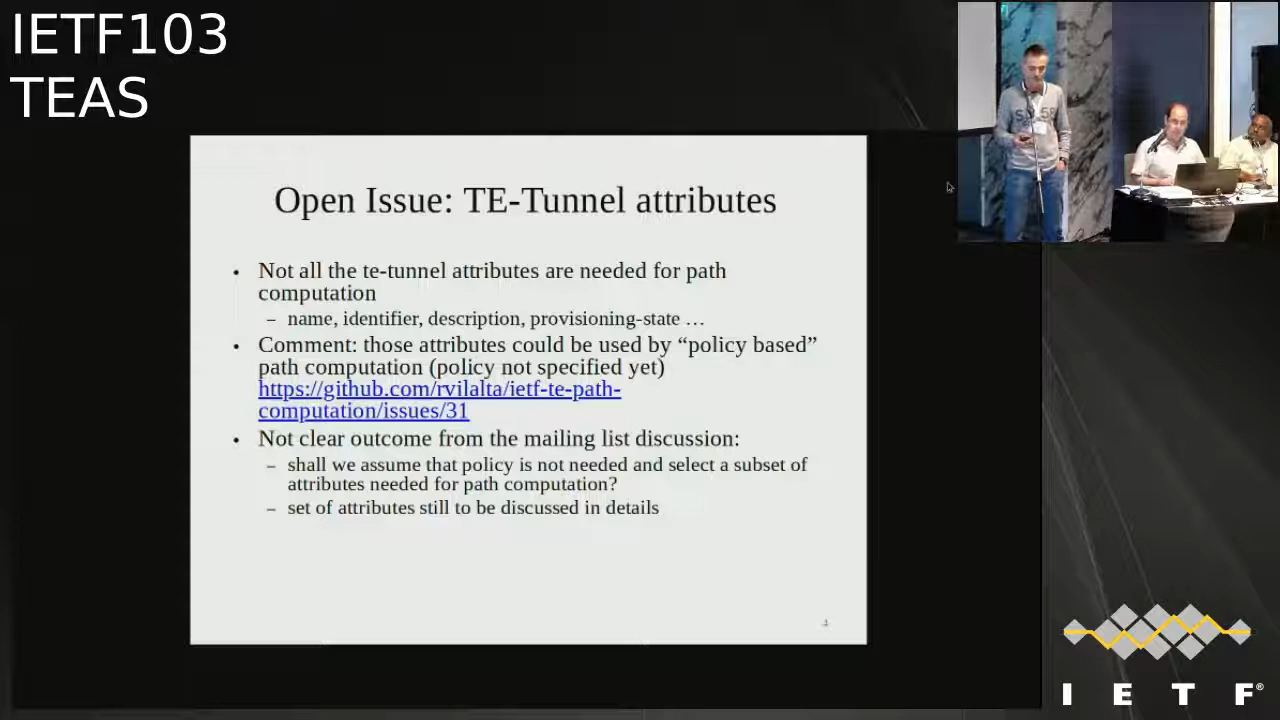 IETF103
TEAS
Open Issue: TE-Tunnel attributes
• Not all the te-tunnel attributes are needed for path
computation
– name, identifier, description, provisioning-state …
• Comment: those attributes could be used by “policy based”
path computation (policy not specified yet)
https://github.com/rvilalta/ietf-te-path-
computation/issues/31
• Not clear outcome from the mailing list discussion:
– shall we assume that policy is not needed and select a subset of
attributes needed for path computation?
– set of attributes still to be discussed in details
4
I E T F®